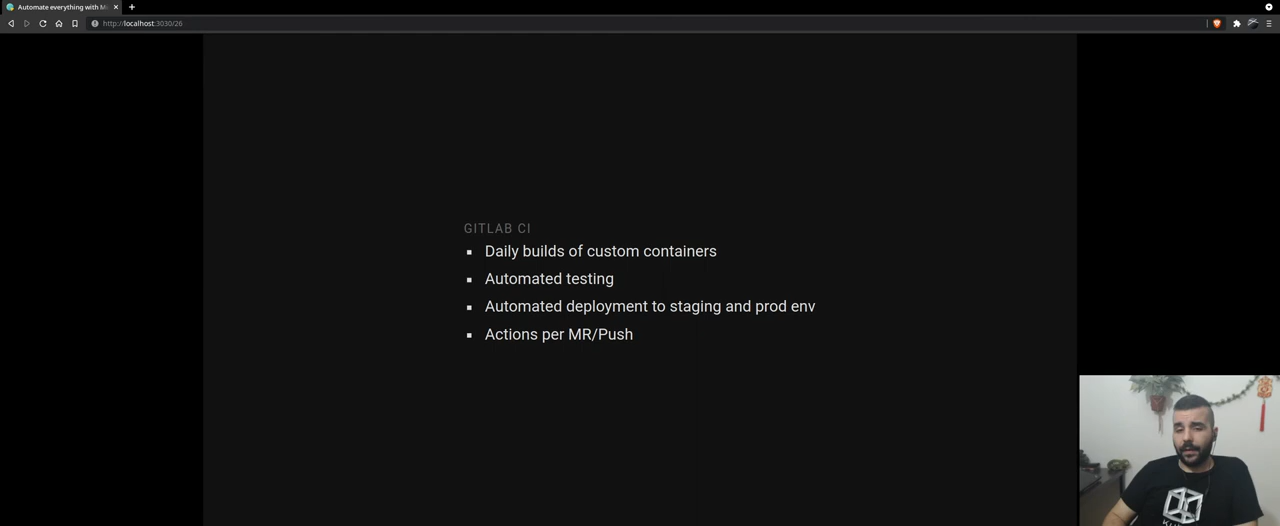 Automate everything with M
http://localhost:3030/26
GITLAB CI
Daily builds of custom containers
Automated testing
Automated deployment to staging and prod env
Actions per MR/Push